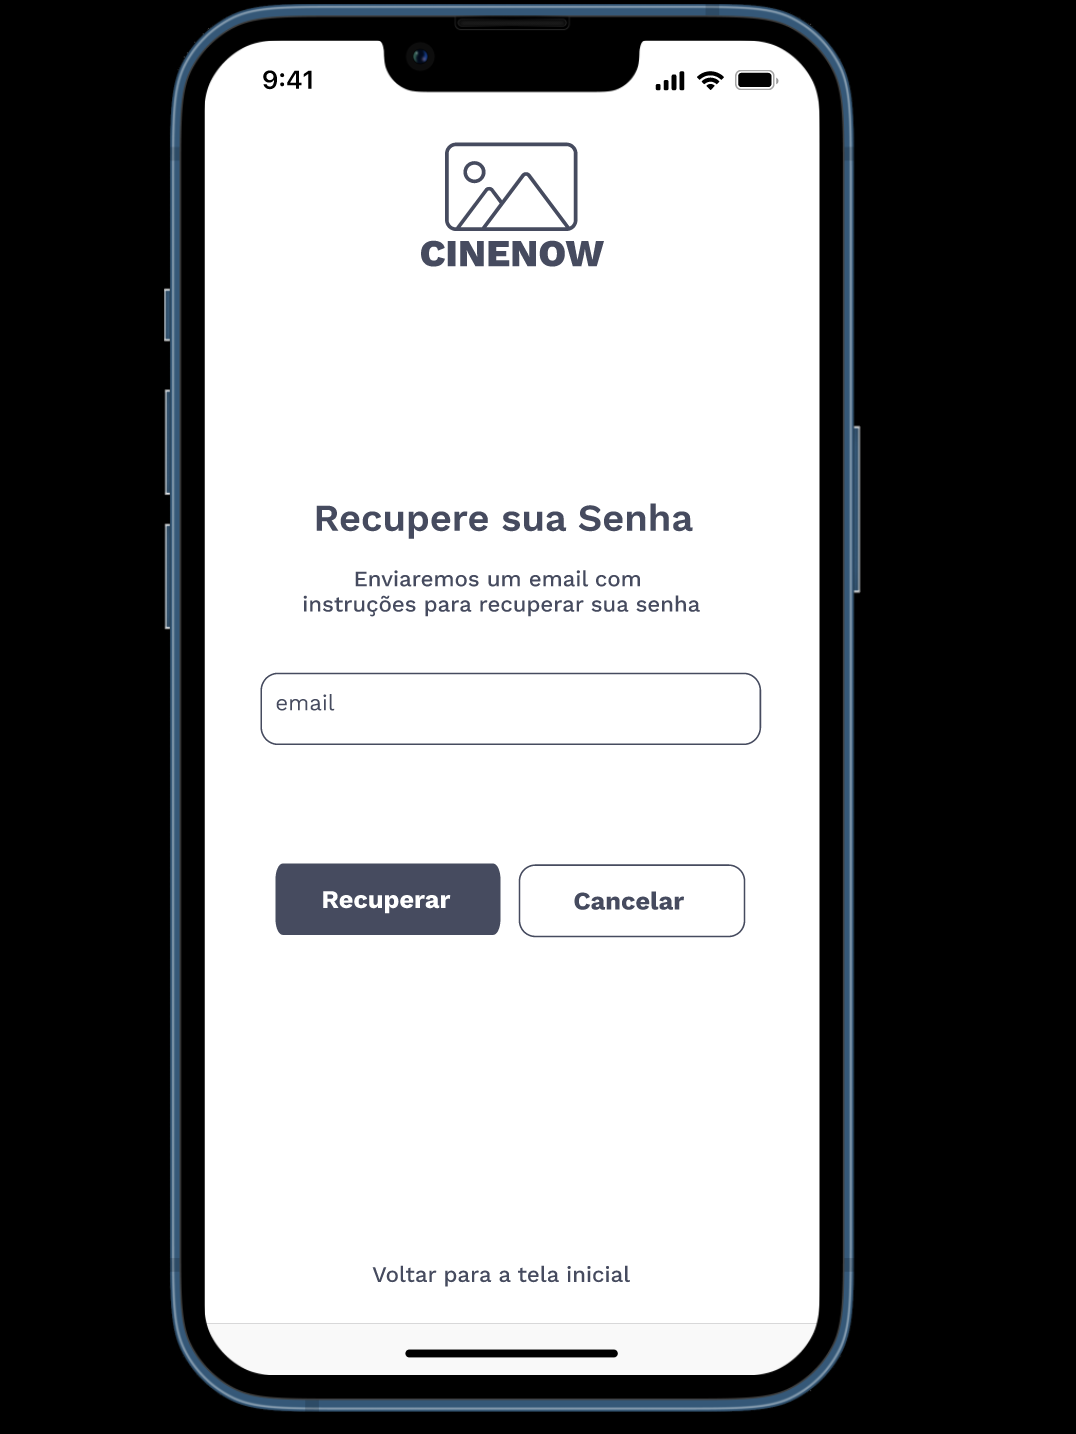 9:41
CINENOW
Recupere sua Senha
Enviaremos um email com
instruções para recuperar sua senha
email
Recuperar
Cancelar
Voltar para a tela inicial